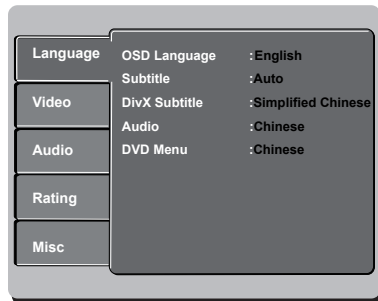 Language
Video
Audio
Rating
Misc
OSD Language :English
Subtitle :Auto
DivX Subtitle :Simplified Chinese
Audio :Chinese
DVD Menu :Chinese